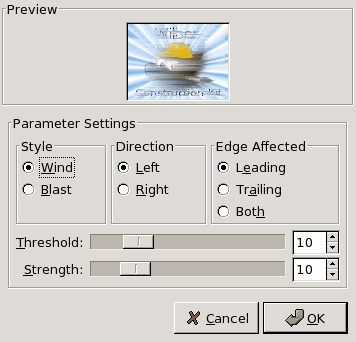 Preview
Wilber
Construction Kit
Parameter Settings
Style
Direction
Edge Affected
Wind
Left
Leading
Blast
Right
Trailing
Both
Threshold: 10
Strength: 10
Cancel
OK